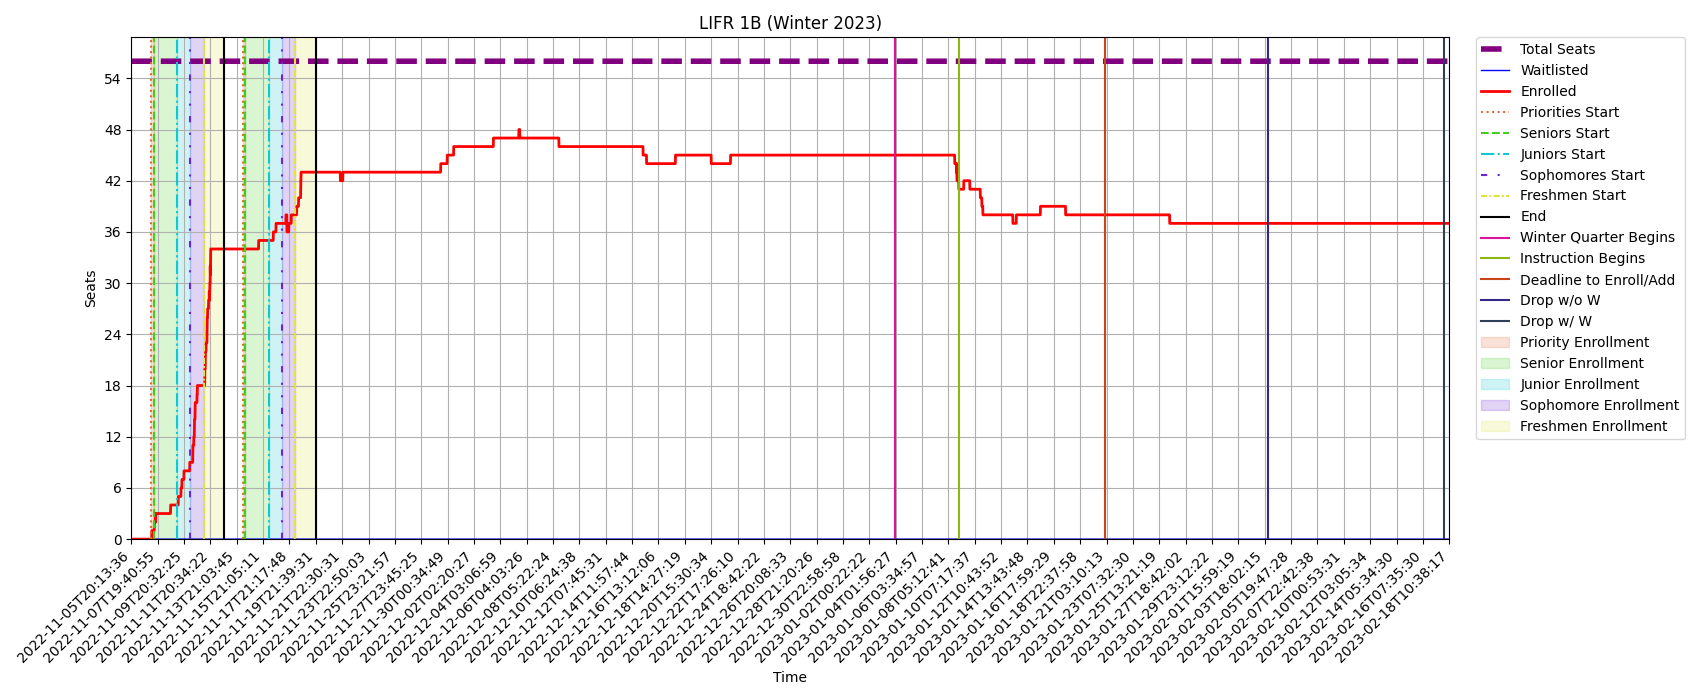 LIFR 1B (Winter 2023)
Total Seats
Waitlisted
Enrolled
Priorities Start
Seniors Start
Juniors Start
Sophomores Start
Freshmen Start
End
Winter Quarter Begins
Instruction Begins
Deadline to Enroll/Add
Drop w/o W
Drop w/ W
Priority Enrollment
Senior Enrollment
Junior Enrollment
Sophomore Enrollment
Freshmen Enrollment
Seats
54
48
42
36
30
24
18
12
6
0
2022-11-05T20:13:36
2022-11-07T19:40:55
2022-11-09T20:32:25
2022-11-11T20:34:22
2022-11-13T21:03:45
2022-11-15T21:05:11
2022-11-17T21:17:48
2022-11-19T21:39:31
2022-11-21T22:30:31
2022-11-23T22:50:03
2022-11-25T23:21:57
2022-11-27T23:45:25
2022-11-30T00:34:49
2022-12-02T02:20:27
2022-12-04T03:06:59
2022-12-06T04:03:26
2022-12-08T05:22:24
2022-12-10T06:24:38
2022-12-12T07:45:31
2022-12-14T11:57:44
2022-12-16T13:12:06
2022-12-18T14:27:19
2022-12-20T15:30:34
2022-12-22T17:26:10
2022-12-24T18:42:22
2022-12-26T20:08:33
2022-12-28T21:20:26
2022-12-30T22:58:58
2023-01-02T00:22:22
2023-01-04T01:56:27
2023-01-06T03:34:57
2023-01-08T05:12:41
2023-01-10T07:17:37
2023-01-12T10:43:52
2023-01-14T13:43:48
2023-01-16T17:59:29
2023-01-18T22:37:58
2023-01-21T03:10:13
2023-01-23T07:32:30
2023-01-25T13:21:19
2023-01-27T18:42:02
2023-01-29T23:12:22
2023-02-01T15:59:19
2023-02-03T18:02:15
2023-02-05T19:47:28
2023-02-07T22:42:38
2023-02-10T00:53:31
2023-02-12T03:05:34
2023-02-14T05:34:30
2023-02-16T07:35:30
2023-02-18T10:38:17
Time